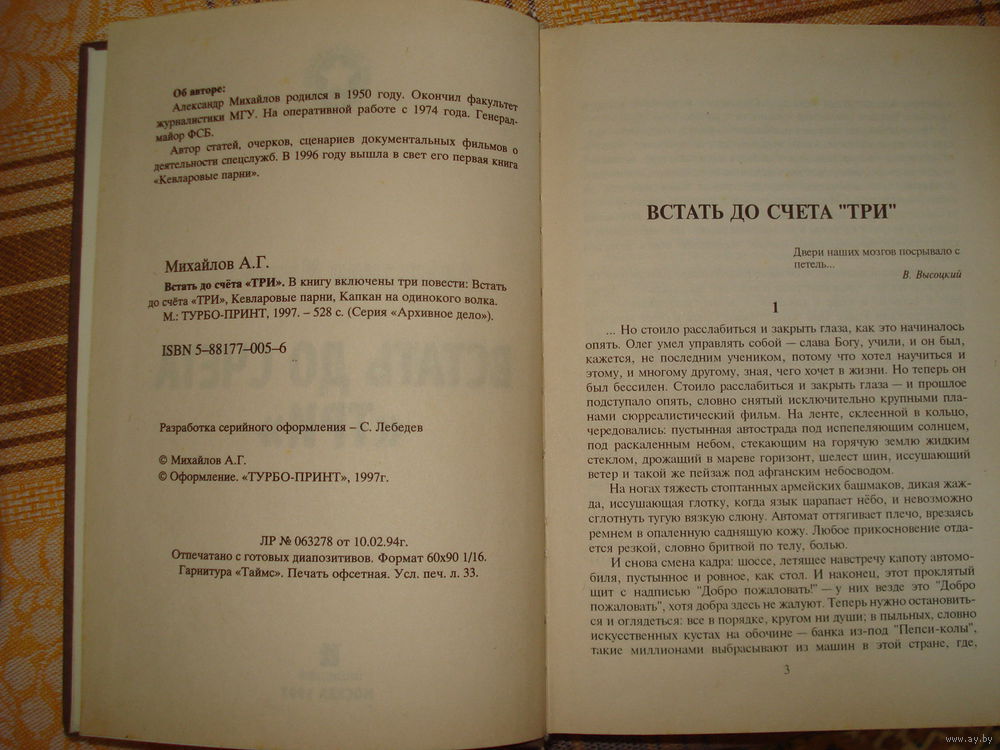 Об авторе:
Александр Михайлов родился в 1950 году. Окончил факультет
журналистики МГУ. На оперативной работе с 1974 года. Генерал-
майор ФСБ.
Автор статей, очерков, сценариев документальных фильмов о
деятельности спецслужб. В 1996 году вышла в свет его первая книга
«Кевларовые парни».
Михайлов А.Г.
Встать до счёта «ТРИ». В книгу включены три повести: Встать
до счёта «ТРИ», Кевларовые парни, Капкан на одинокого волка.
М.: ТУРБО-ПРИНТ, 1997. – 528 с. (Серия «Архивное дело»).
ISBN 5–88177–005–6
Разработка серийного оформления – С. Лебедев
© Михайлов А.Г.
© Оформление. «ТУРБО-ПРИНТ», 1997г.
ЛР № 063278 от 10.02.94г.
Отпечатано с готовых диапозитивов. Формат 60х90 1/16.
Гарнитура «Таймс». Печать офсетная. Усл. печ. л. 33.
ВСТАТЬ ДО СЧЕТА "ТРИ"
Двери наших мозгов посрывало с
петель...
В. Высоцкий
1
... Но стоило расслабиться и закрыть глаза, как это начиналось
опять. Олег умел управлять собой — слава Богу, учили, и он был,
кажется, не последним учеником, потому что хотел научиться и
этому, и многому другому, зная, чего хочет в жизни. Но теперь он
был бессилен. Стоило расслабиться и закрыть глаза — и прошлое
подступало опять, словно снятый исключительно крупными пла-
нами сюрреалистический фильм. На ленте, склеенной в кольцо,
чередовались: пустынная автострада под испепеляющим солнцем,
под раскаленным небом, стекающим на горячую землю жидким
стеклом, дрожащий в мареве горизонт, шелест шин, иссушающий
ветер и такой же пейзаж под афганским небосводом.
На ногах тяжесть стоптанных армейских башмаков, дикая жаж-
да, иссушающая глотку, когда язык царапает нёбо, и невозможно
сглотнуть тугую вязкую слюну. Автомат оттягивает плечо, врезаясь
ремнем в опаленную саднящую кожу. Любое прикосновение отда-
ется резкой, словно бритвой по телу, болью.
И снова смена кадра: шоссе, летящее навстречу капоту автомо-
биля, пустынное и ровное, как стол. И наконец, этот проклятый
щит с надписью "Добро пожаловать!" — у них везде это "Добро
пожаловать", хотя добра здесь не жалуют. Теперь нужно остановить-
ся и оглядеться: все в порядке, кругом ни души; в пыльных, словно
искусственных кустах на обочине — банка из-под "Пепси-колы",
такие миллионами выбрасывают из машин в этой стране, где,
3
www.ay.by